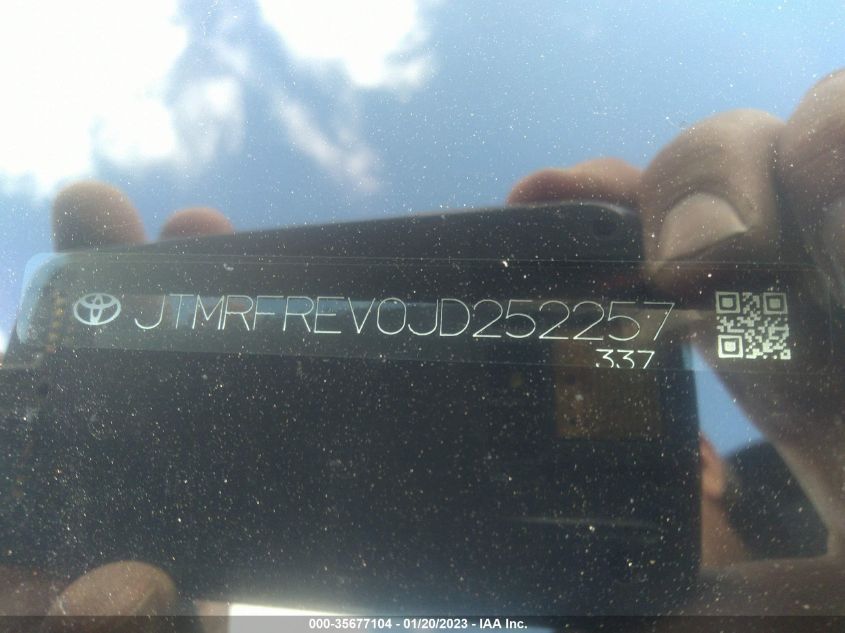 JTMRFREV0JD252257
337
000-35677104 - 01/20/2023 - IAA Inc.